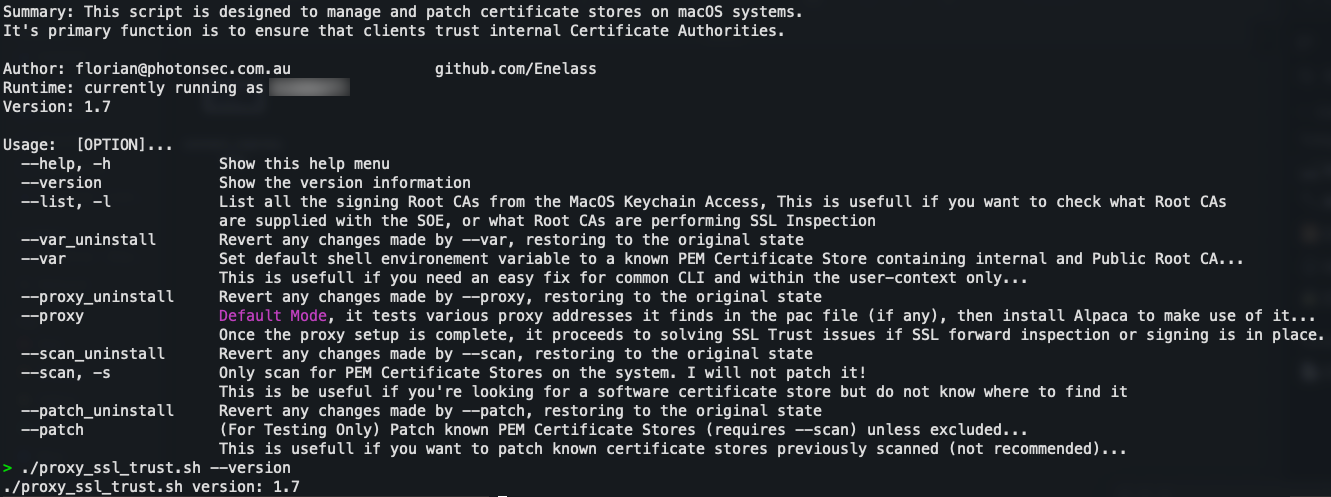 Summary: This script is designed to manage and patch certificate stores on macOS systems.
It's primary function is to ensure that clients trust internal Certificate Authorities.
Author: florian@photonsec.com.au github.com/Enelass
Runtime: currently running as
Version: 1.7
Usage: [OPTION]...
--help, -h Show this help menu
--version Show the version information
--list, -l List all the signing Root CAs from the MacOS Keychain Access, This is usefull if you want to check what Root CAs
are supplied with the SOE, or what Root CAs are performing SSL Inspection
--var_uninstall Revert any changes made by --var, restoring to the original state
--var Set default shell environement variable to a known PEM Certificate Store containing internal and Public Root CA...
This is usefull if you need an easy fix for common CLI and within the user-context only...
--proxy_uninstall Revert any changes made by --proxy, restoring to the original state
--proxy Default Mode, it tests various proxy addresses it finds in the pac file (if any), then install Alpaca to make use of it...
Once the proxy setup is complete, it proceeds to solving SSL Trust issues if SSL forward inspection or signing is in place.
--scan_uninstall Revert any changes made by --scan, restoring to the original state
--scan, -s Only scan for PEM Certificate Stores on the system. I will not patch it!
This is be useful if you're looking for a software certificate store but do not know where to find it
--patch_uninstall Revert any changes made by --patch, restoring to the original state
--patch (For Testing Only) Patch known PEM Certificate Stores (requires --scan) unless excluded...
This is usefull if you want to patch known certificate stores previously scanned (not recommended)...
> ./proxy_ssl_trust.sh --version
./proxy_ssl_trust.sh version: 1.7